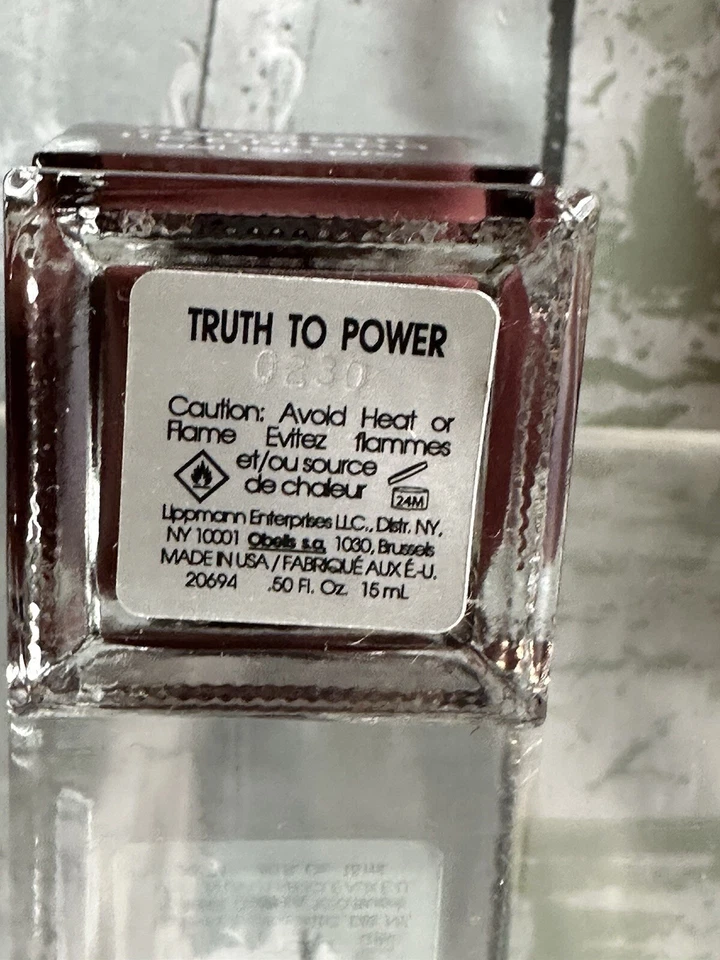 TRUTH TO POWER
0230
Caution: Avoid Heat or
Flame Evitez flammes
et/ou source
de chaleur
24M
Lippmann Enterprises LLC., Distr. NY,
NY 10001 Obelis s.a. 1030, Brussels
MADE IN USA / FABRIQUÉ AUX É.-U.
20694 .50 Fl. Oz. 15 mL